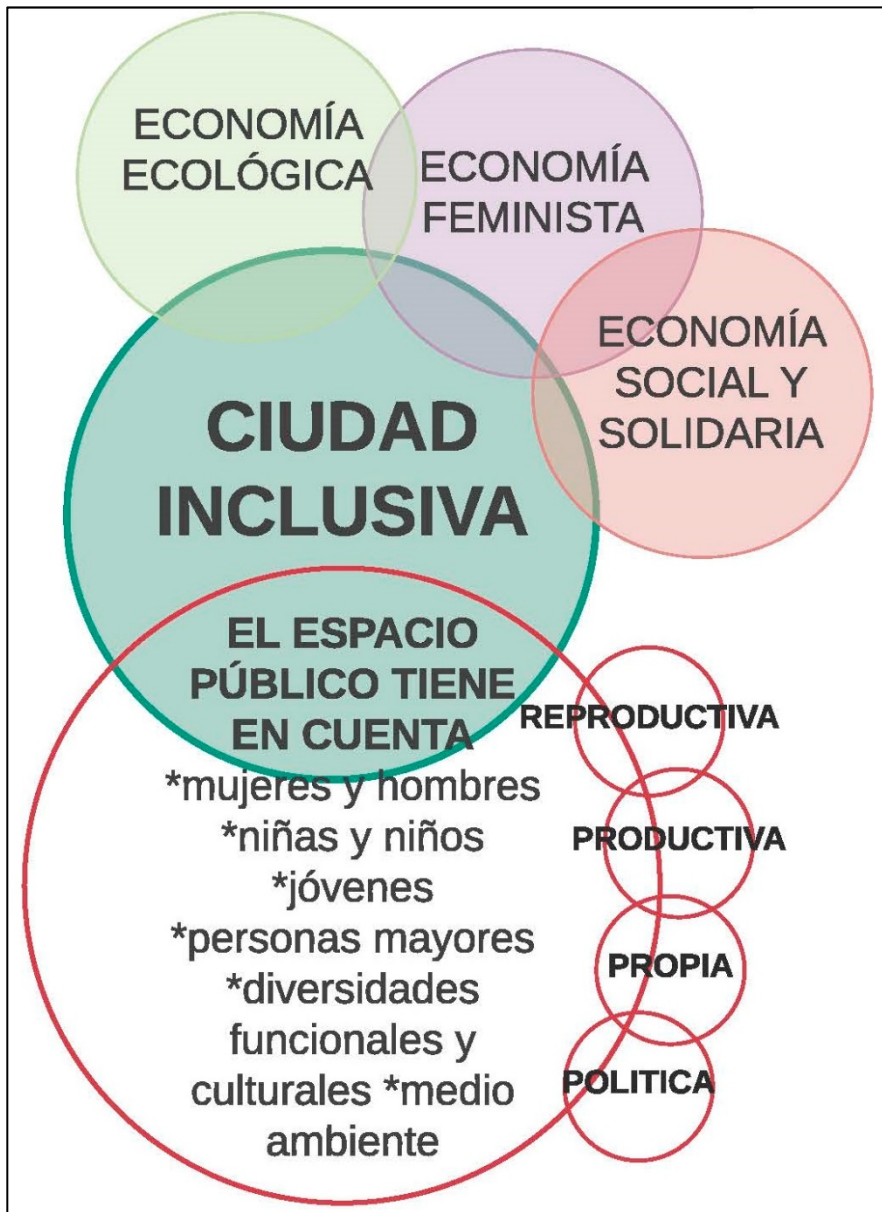 ECONOMÍA
ECOLÓGICA
ECONOMÍA
FEMINISTA
ECONOMÍA
SOCIAL Y
SOLIDARIA
CIUDAD
INCLUSIVA
EL ESPACIO
PÚBLICO TIENE
EN CUENTA
*mujeres y hombres
*niñas y niños
*jóvenes
*personas mayores
*diversidades
funcionales y
culturales *medio
ambiente
REPRODUCTIVA
PRODUCTIVA
PROPIA
POLITICA